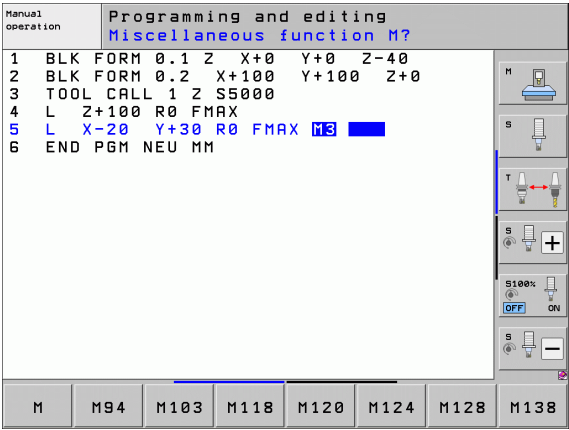 Manual
operation
Programming and editing
Miscellaneous function M?
1 BLK FORM 0.1 Z X+0 Y+0 Z-40
2 BLK FORM 0.2 X+100 Y+100 Z+0
3 TOOL CALL 1 Z S5000
4 L Z+100 R0 FMAX
5 L X-20 Y+30 R0 FMAX M3
6 END PGM NEU MM
M
S
T
S
+
S100%
OFF ON
S
-
M M94 M103 M118 M120 M124 M128 M138